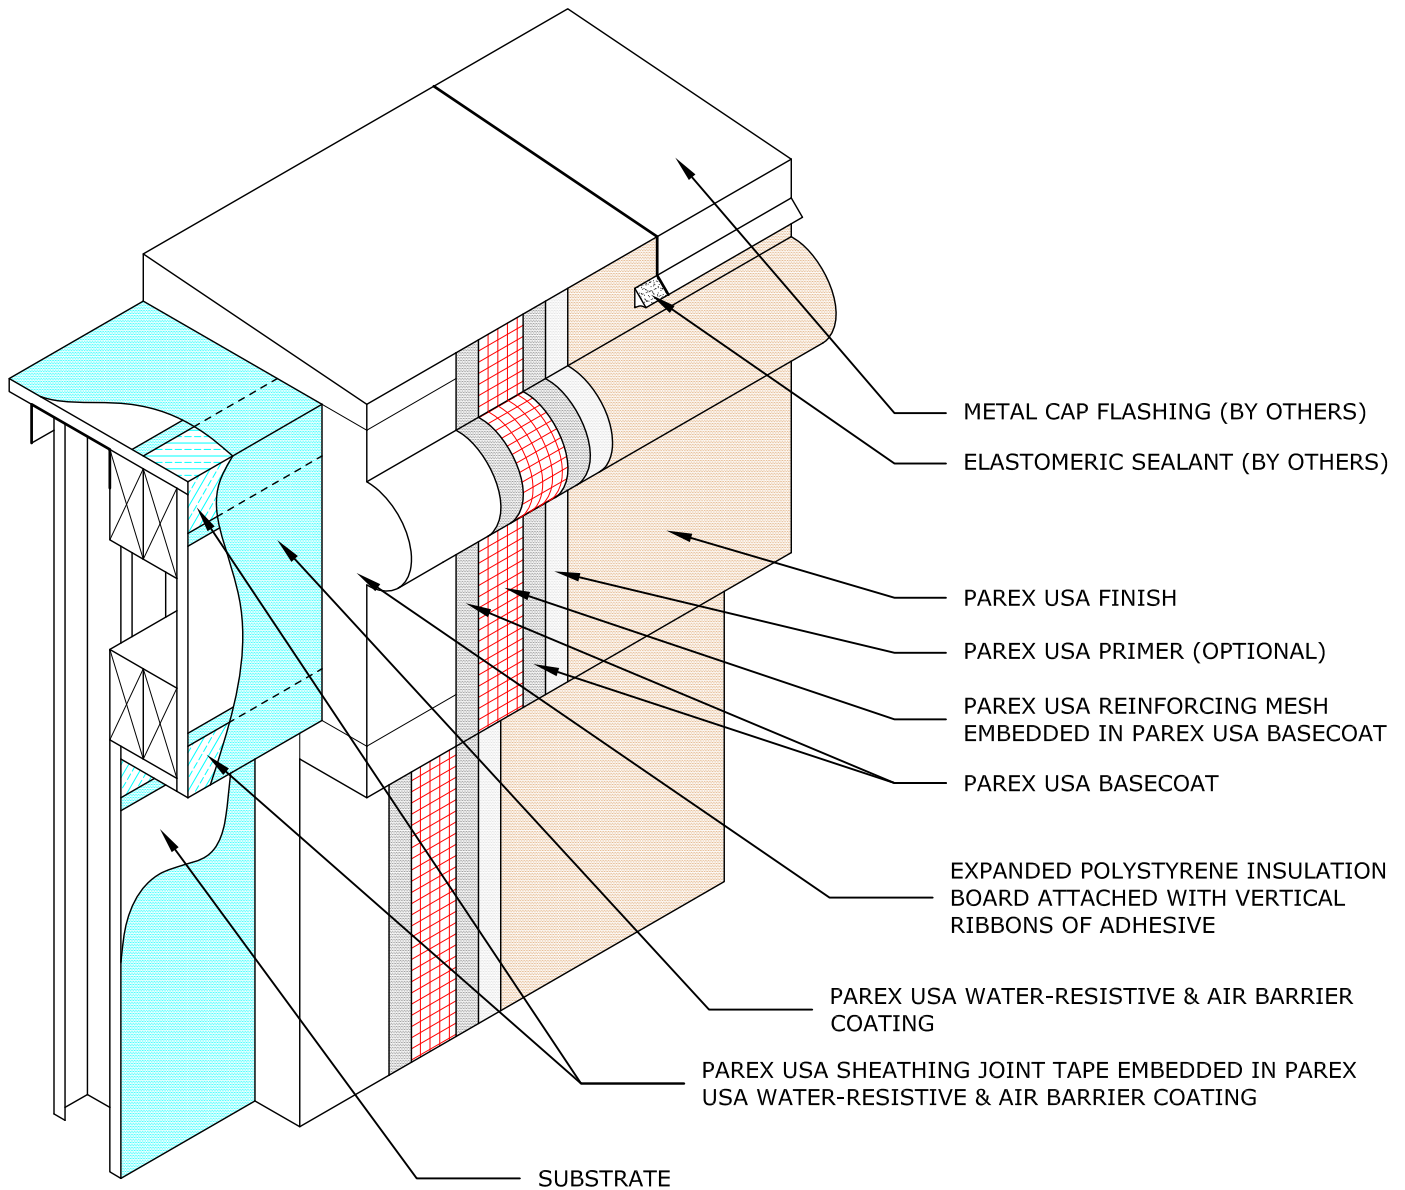 METAL CAP FLASHING (BY OTHERS)
ELASTOMERIC SEALANT (BY OTHERS)
PAREX USA FINISH
PAREX USA PRIMER (OPTIONAL)
PAREX USA REINFORCING MESH
EMBEDDED IN PAREX USA BASECOAT
PAREX USA BASECOAT
EXPANDED POLYSTYRENE INSULATION
BOARD ATTACHED WITH VERTICAL
RIBBONS OF ADHESIVE
PAREX USA WATER-RESISTIVE & AIR BARRIER
COATING
PAREX USA SHEATHING JOINT TAPE EMBEDDED IN PAREX
USA WATER-RESISTIVE & AIR BARRIER COATING
SUBSTRATE